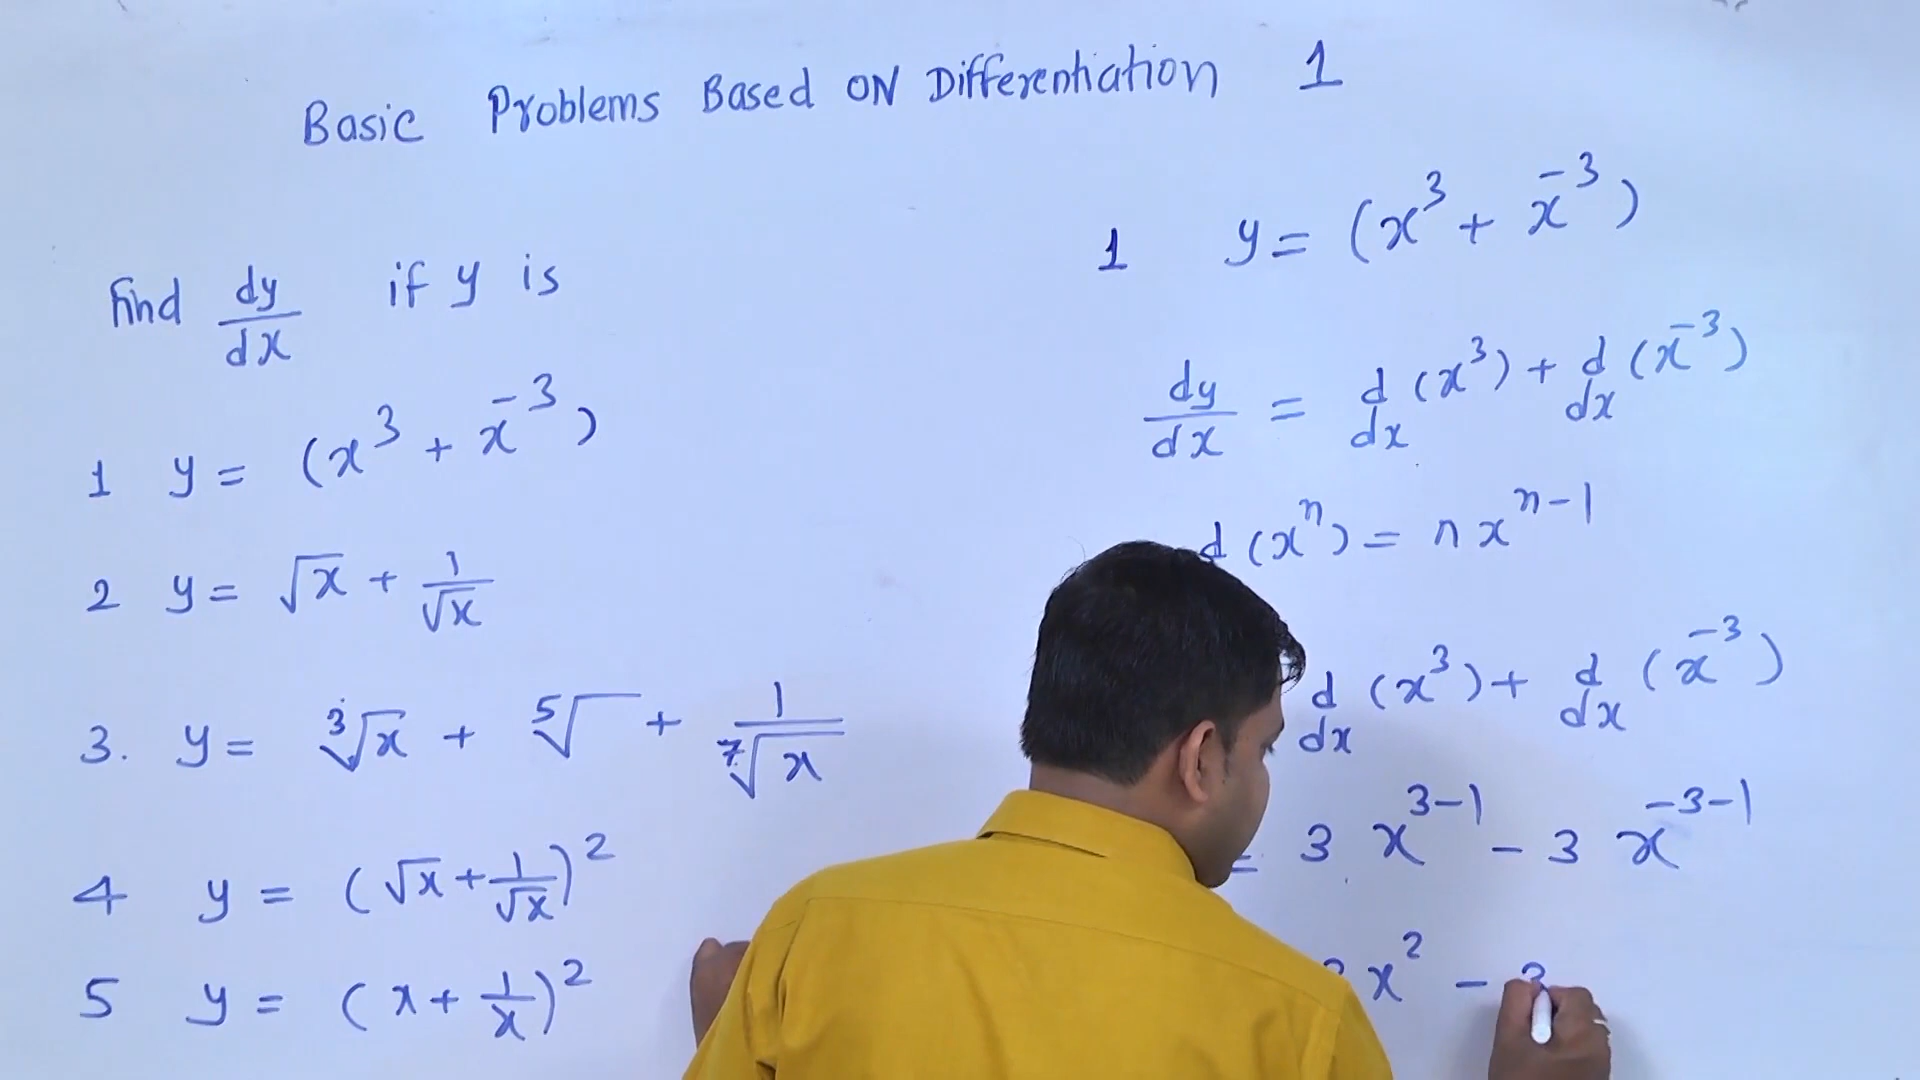 Basic Problems Based ON Differentiation 1
Find dy/dx if y is
1 y = (x^3 + x^-3)
2 y = √x + 1/√x
3. y = ∛x + ⁵√ + 1/⁷√x
4 y = (√x + 1/√x)^2
5 y = (x + 1/x)^2
1 y = (x^3 + x^-3)
dy/dx = d/dx (x^3) + d/dx (x^-3)
d (x^n) = n x^n-1
d/dx (x^3) + d/dx (x^-3)
= 3 x^3-1 - 3 x^-3-1
x^2 -